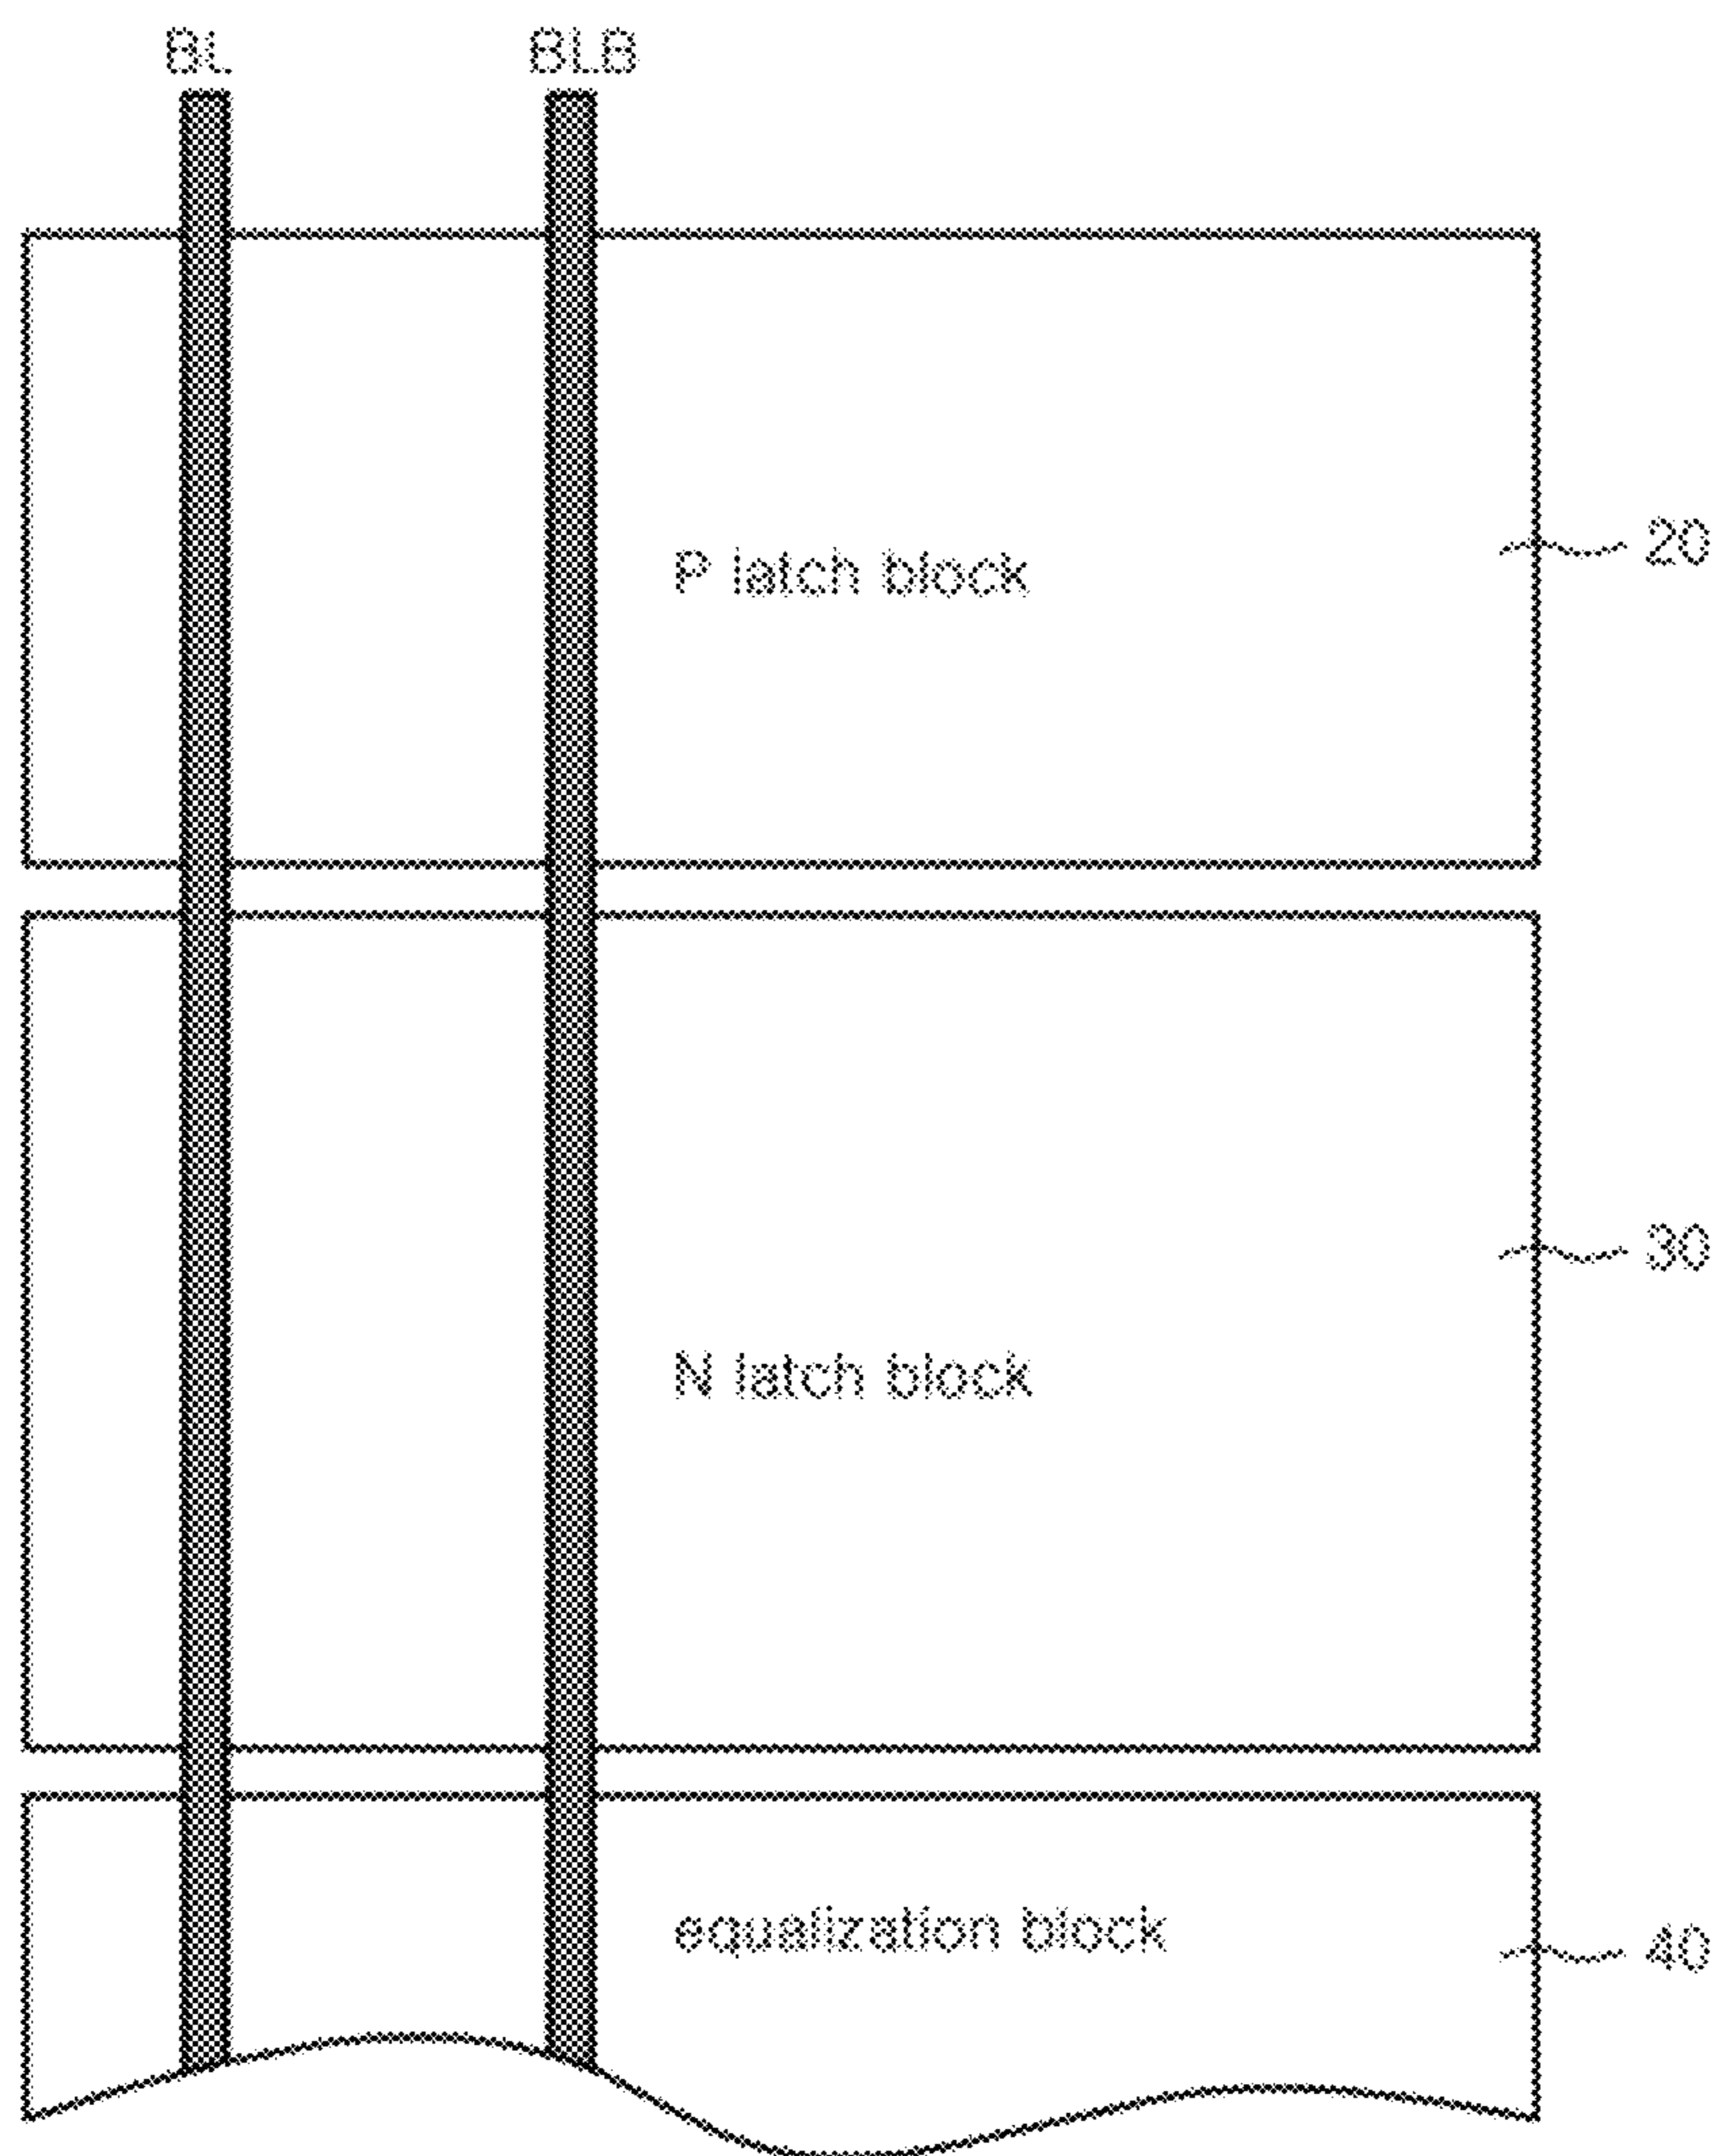 BL BLB
P latch block
20
30
N latch block
equalization block
40